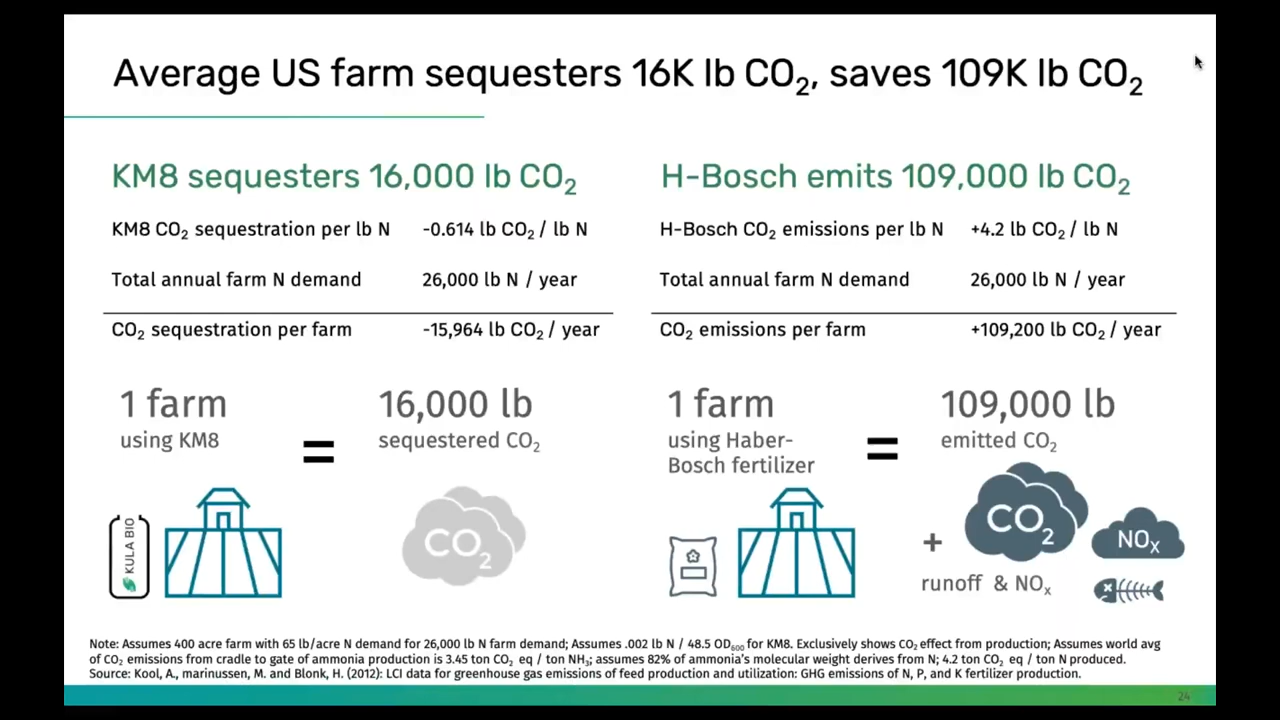 Average US farm sequesters 16K lb CO₂, saves 109K lb CO₂
KM8 sequesters 16,000 lb CO₂
KM8 CO₂ sequestration per lb N -0.614 lb CO₂ / lb N
Total annual farm N demand 26,000 lb N / year
CO₂ sequestration per farm -15,964 lb CO₂ / year
H-Bosch emits 109,000 lb CO₂
H-Bosch CO₂ emissions per lb N +4.2 lb CO₂ / lb N
Total annual farm N demand 26,000 lb N / year
CO₂ emissions per farm +109,200 lb CO₂ / year
1 farm
using KM8
=
16,000 lb
sequestered CO₂
KULA BIO
CO₂
1 farm
using Haber-
Bosch fertilizer
=
109,000 lb
emitted CO₂
CO₂
NOₓ
+
runoff & NOₓ
Note: Assumes 400 acre farm with 65 lb/acre N demand for 26,000 lb N farm demand; Assumes .002 lb N / 48.5 OD₆₀₀ for KM8. Exclusively shows CO₂ effect from production; Assumes world avg
of CO₂ emissions from cradle to gate of ammonia production is 3.45 ton CO₂ eq / ton NH₃; assumes 82% of ammonia's molecular weight derives from N; 4.2 ton CO₂ eq / ton N produced.
Source: Kool, A., marinussen, M. and Blonk, H. (2012): LCI data for greenhouse gas emissions of feed production and utilization: GHG emissions of N, P, and K fertilizer production.
24